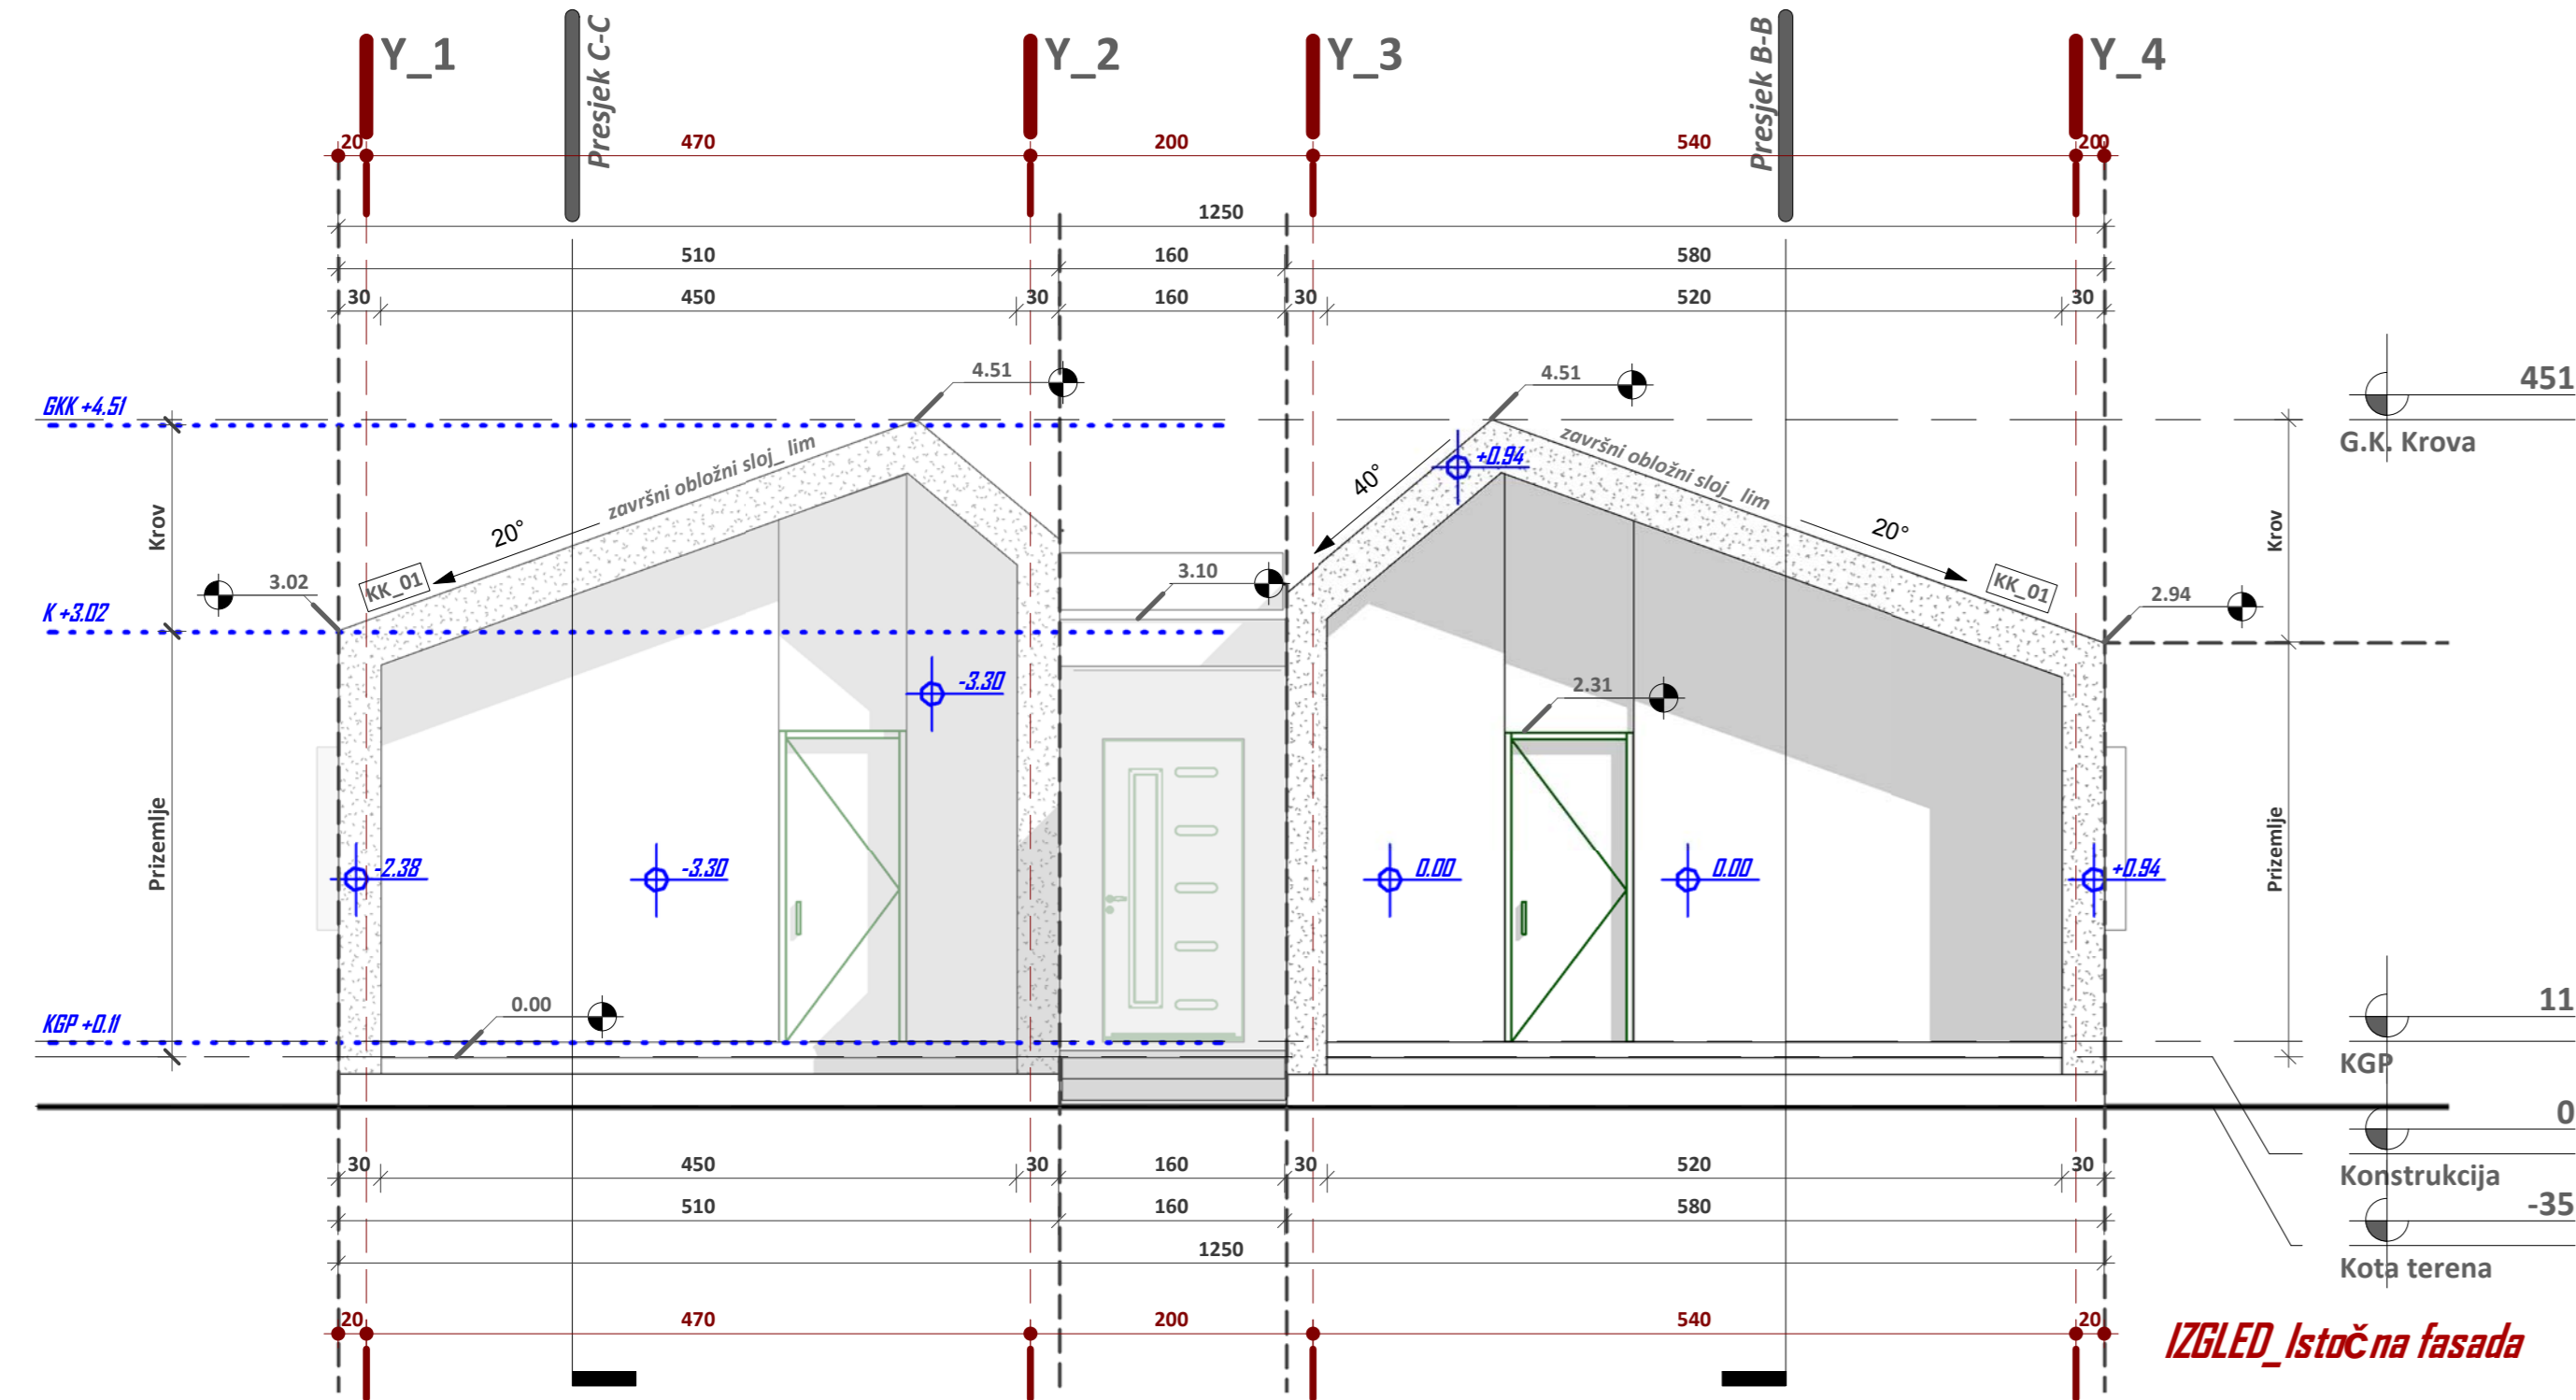 Y_1
Presjek C-C
Y_2
Y_3
Presjek B-B
Y_4
20 470 200 540 20
1250
510 160 580
30 450 30 160 30 520 30
4.51
4.51
451
GKK +4.51
G.K. Krova
završni obložni sloj_ lim
završni obložni sloj_ lim
+0.94
40°
20°
20°
Krov
Krov
3.02
KK_01
3.10
KK_01
2.94
K +3.02
-3.30
2.31
Prizemlje
Prizemlje
-2.38
-3.30
0.00
0.00
+0.94
0.00
11
KGP +0.11
KGP
0
Konstrukcija
-35
Kota terena
30 450 30 160 30 520 30
510 160 580
1250
20 470 200 540 20
IZGLED_Istočna fasada